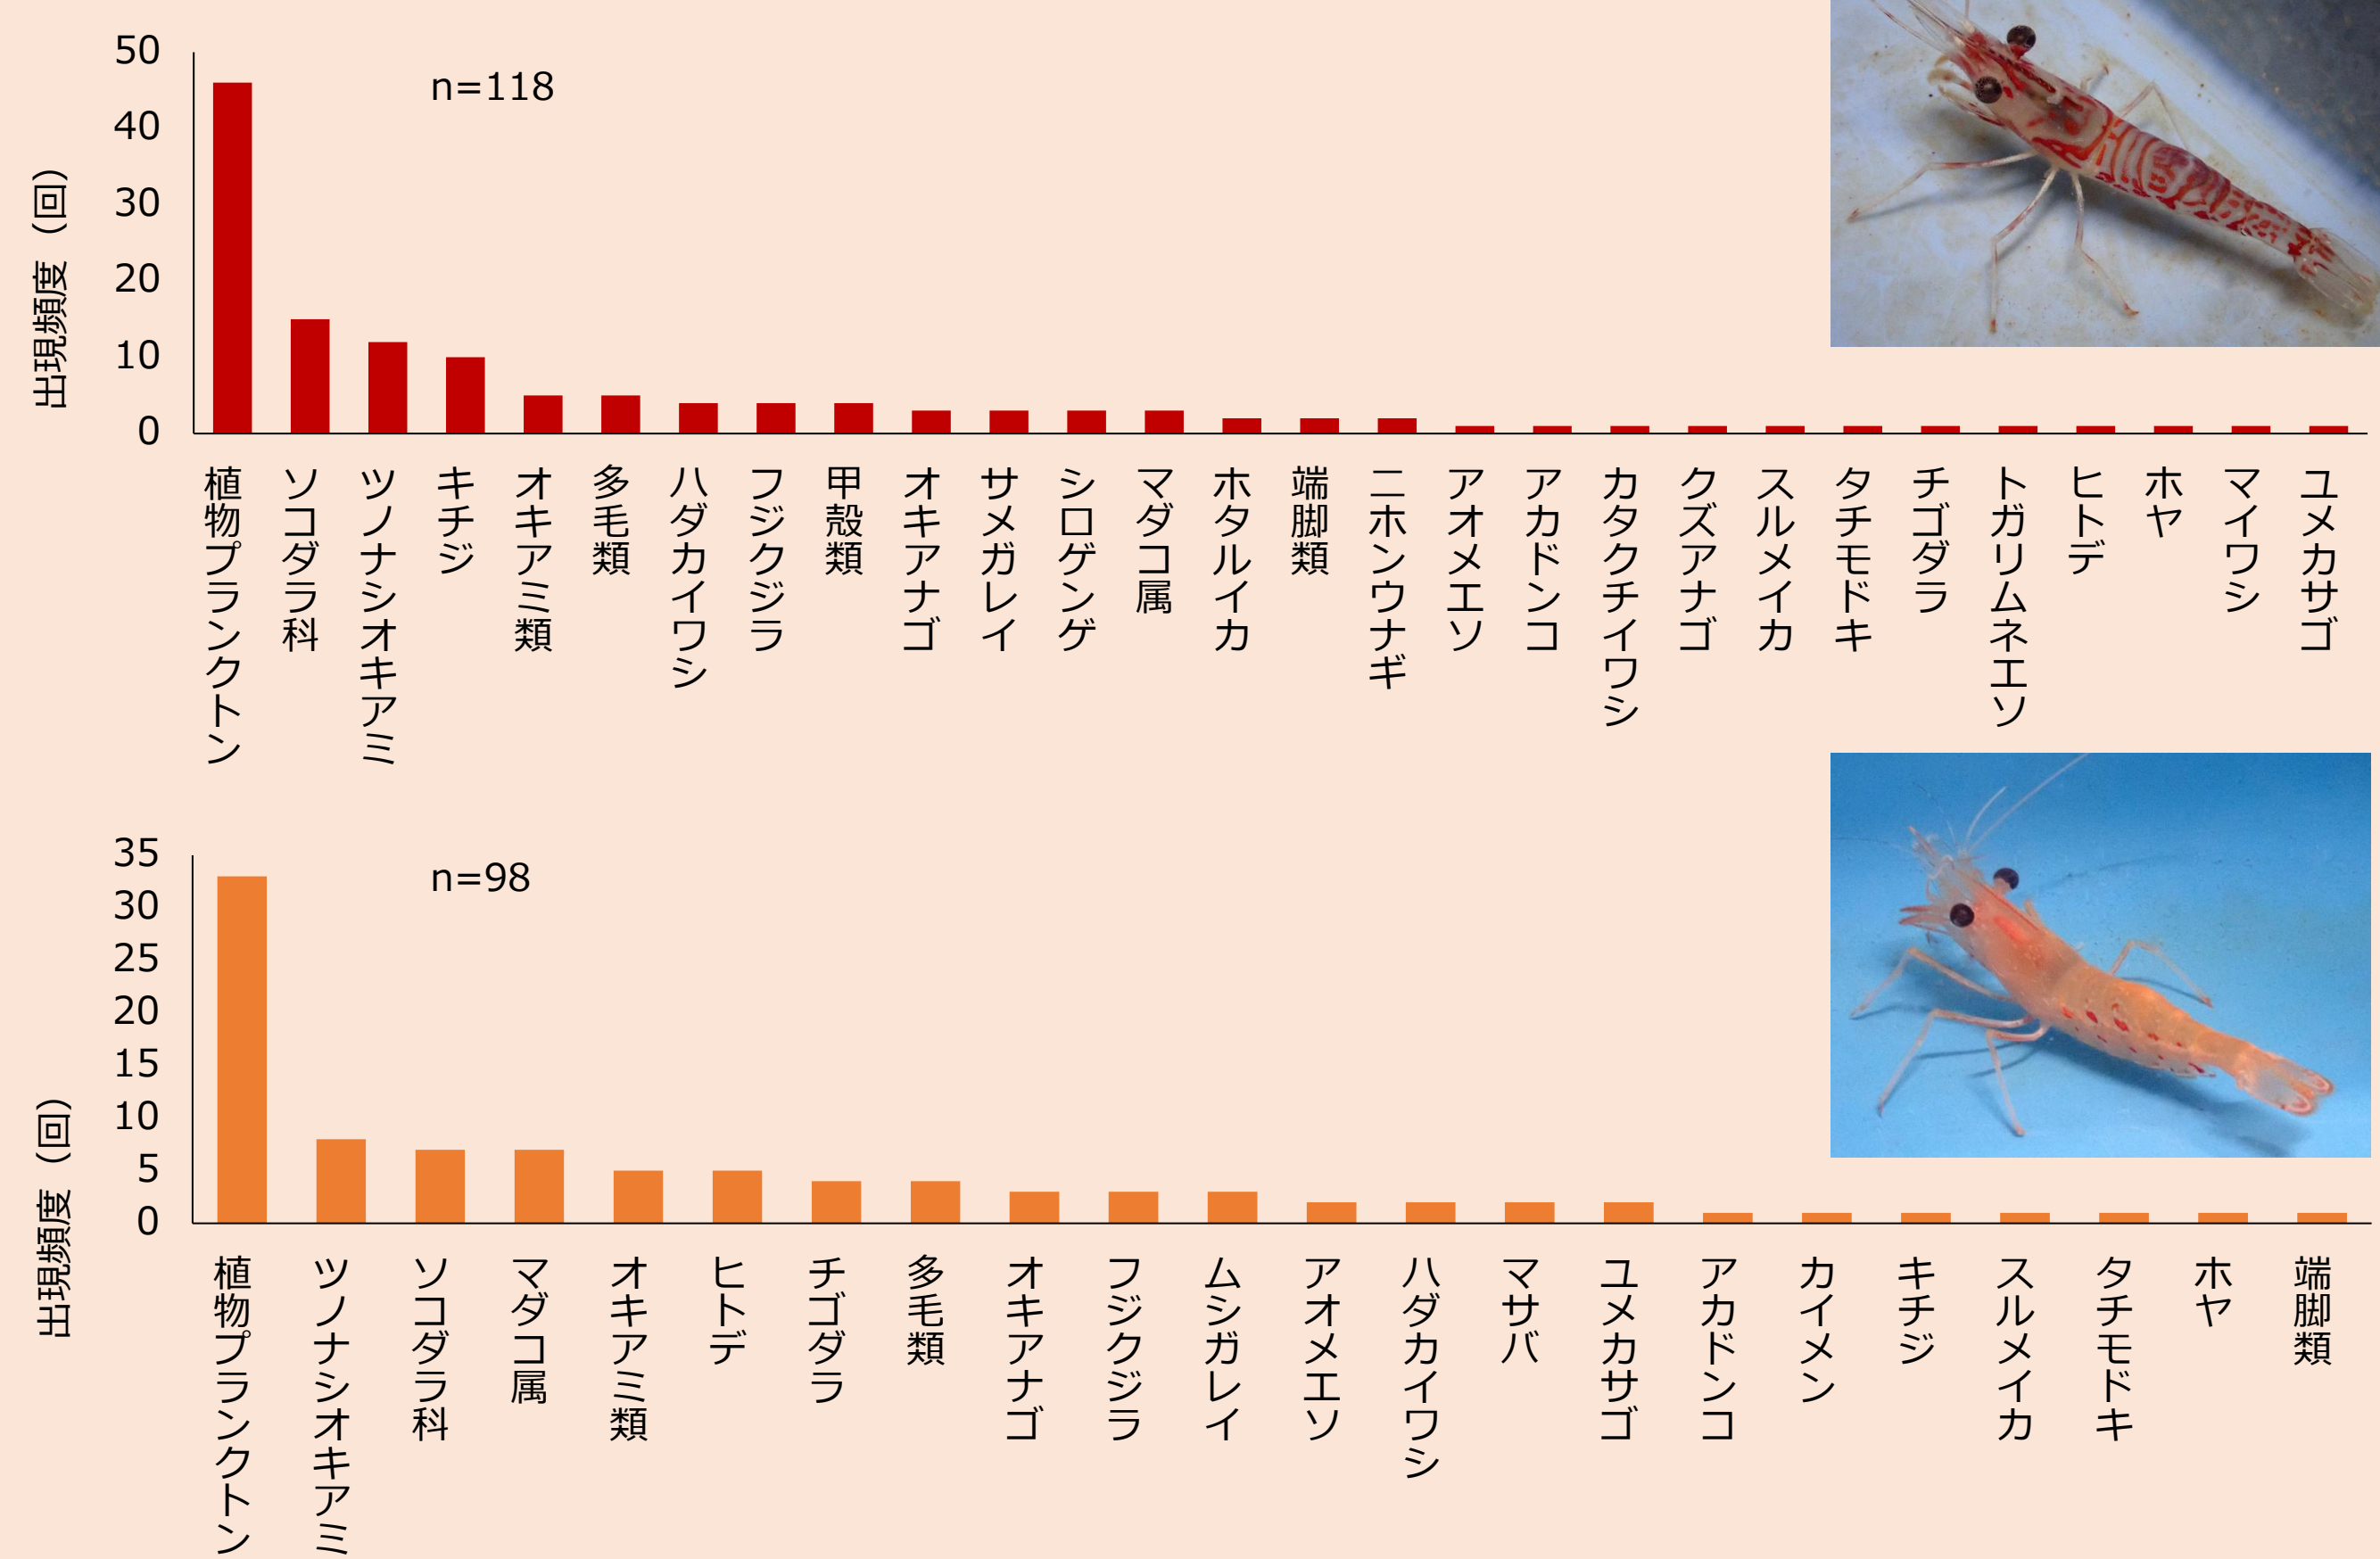 50
40
30
20
10
0
出現頻度（回）
n=118
植物プランクトン
ソコダラ科
ツノナシオキアミ
キチジ
オキアミ類
多毛類
ハダカイワシ
フジクジラ
甲殻類
オキアナゴ
サメガレイ
シロゲンゲ
マダコ属
ホタルイカ
端脚類
ニホンウナギ
アオメエソ
アカドンコ
カタクチイワシ
クズアナゴ
スルメイカ
タチモドキ
チゴダラ
トガリムネエソ
ヒトデ
ホヤ
マイワシ
ユメカサゴ
35
30
25
20
15
10
5
0
出現頻度（回）
n=98
植物プランクトン
ツノナシオキアミ
ソコダラ科
マダコ属
オキアミ類
ヒトデ
チゴダラ
多毛類
オキアナゴ
フジクジラ
ムシガレイ
アオメエソ
ハダカイワシ
マサバ
ユメカサゴ
アカドンコ
カイメン
キチジ
スルメイカ
タチモドキ
ホヤ
端脚類